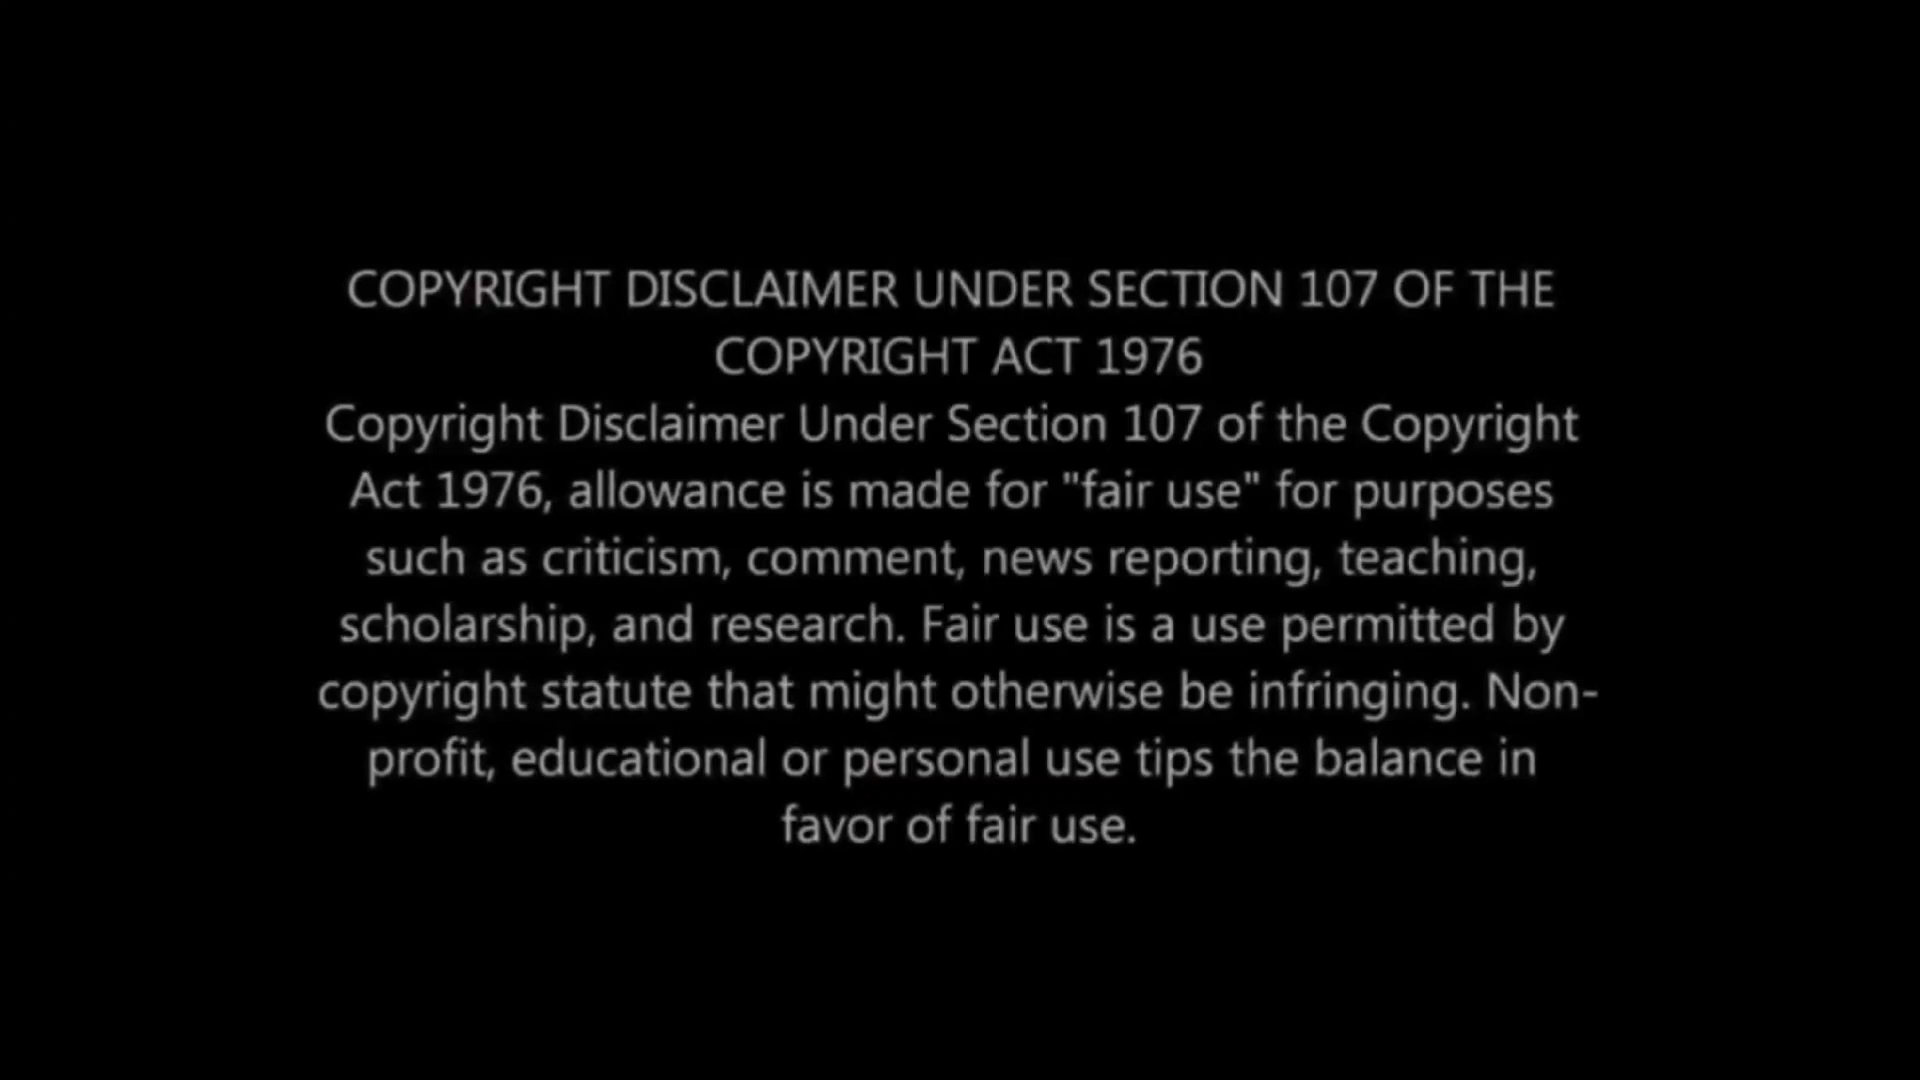 COPYRIGHT DISCLAIMER UNDER SECTION 107 OF THE
COPYRIGHT ACT 1976
Copyright Disclaimer Under Section 107 of the Copyright
Act 1976, allowance is made for "fair use" for purposes
such as criticism, comment, news reporting, teaching,
scholarship, and research. Fair use is a use permitted by
copyright statute that might otherwise be infringing. Non-
profit, educational or personal use tips the balance in
favor of fair use.